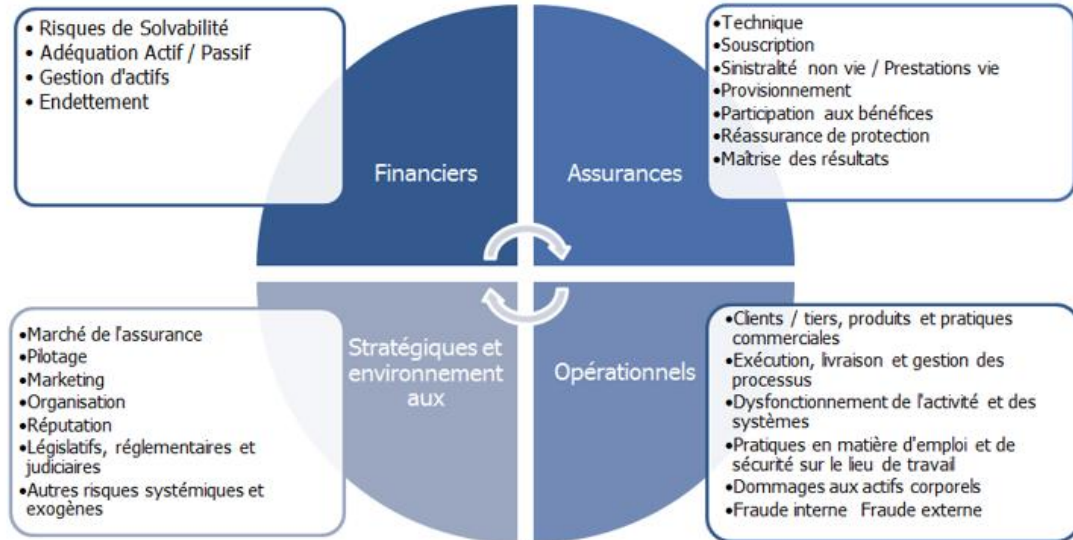 • Risques de Solvabilité
• Adéquation Actif / Passif
• Gestion d'actifs
• Endettement
Financiers
•Technique
•Souscription
•Sinistralité non vie / Prestations vie
•Provisionnement
•Participation aux bénéfices
•Réassurance de protection
•Maîtrise des résultats
Assurances
•Marché de l'assurance
•Pilotage
•Marketing
•Organisation
•Réputation
•Législatifs, réglementaires et
judiciaires
•Autres risques systémiques et
exogènes
Stratégiques et
environnement
aux
Opérationnels
•Clients / tiers, produits et pratiques
commerciales
•Exécution, livraison et gestion des
processus
•Dysfonctionnement de l'activité et des
systèmes
•Pratiques en matière d'emploi et de
sécurité sur le lieu de travail
•Dommages aux actifs corporels
•Fraude interne Fraude externe